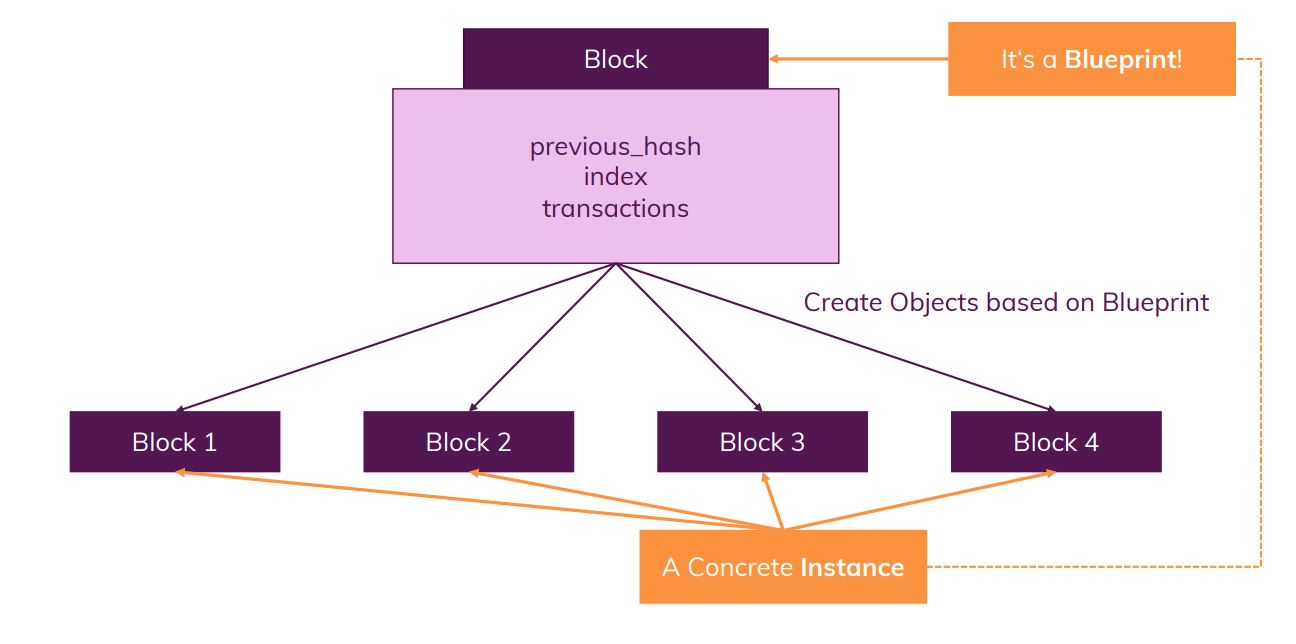 Block
It‘s a Blueprint!
previous_hash
index
transactions
Create Objects based on Blueprint
Block 1
Block 2
Block 3
Block 4
A Concrete Instance